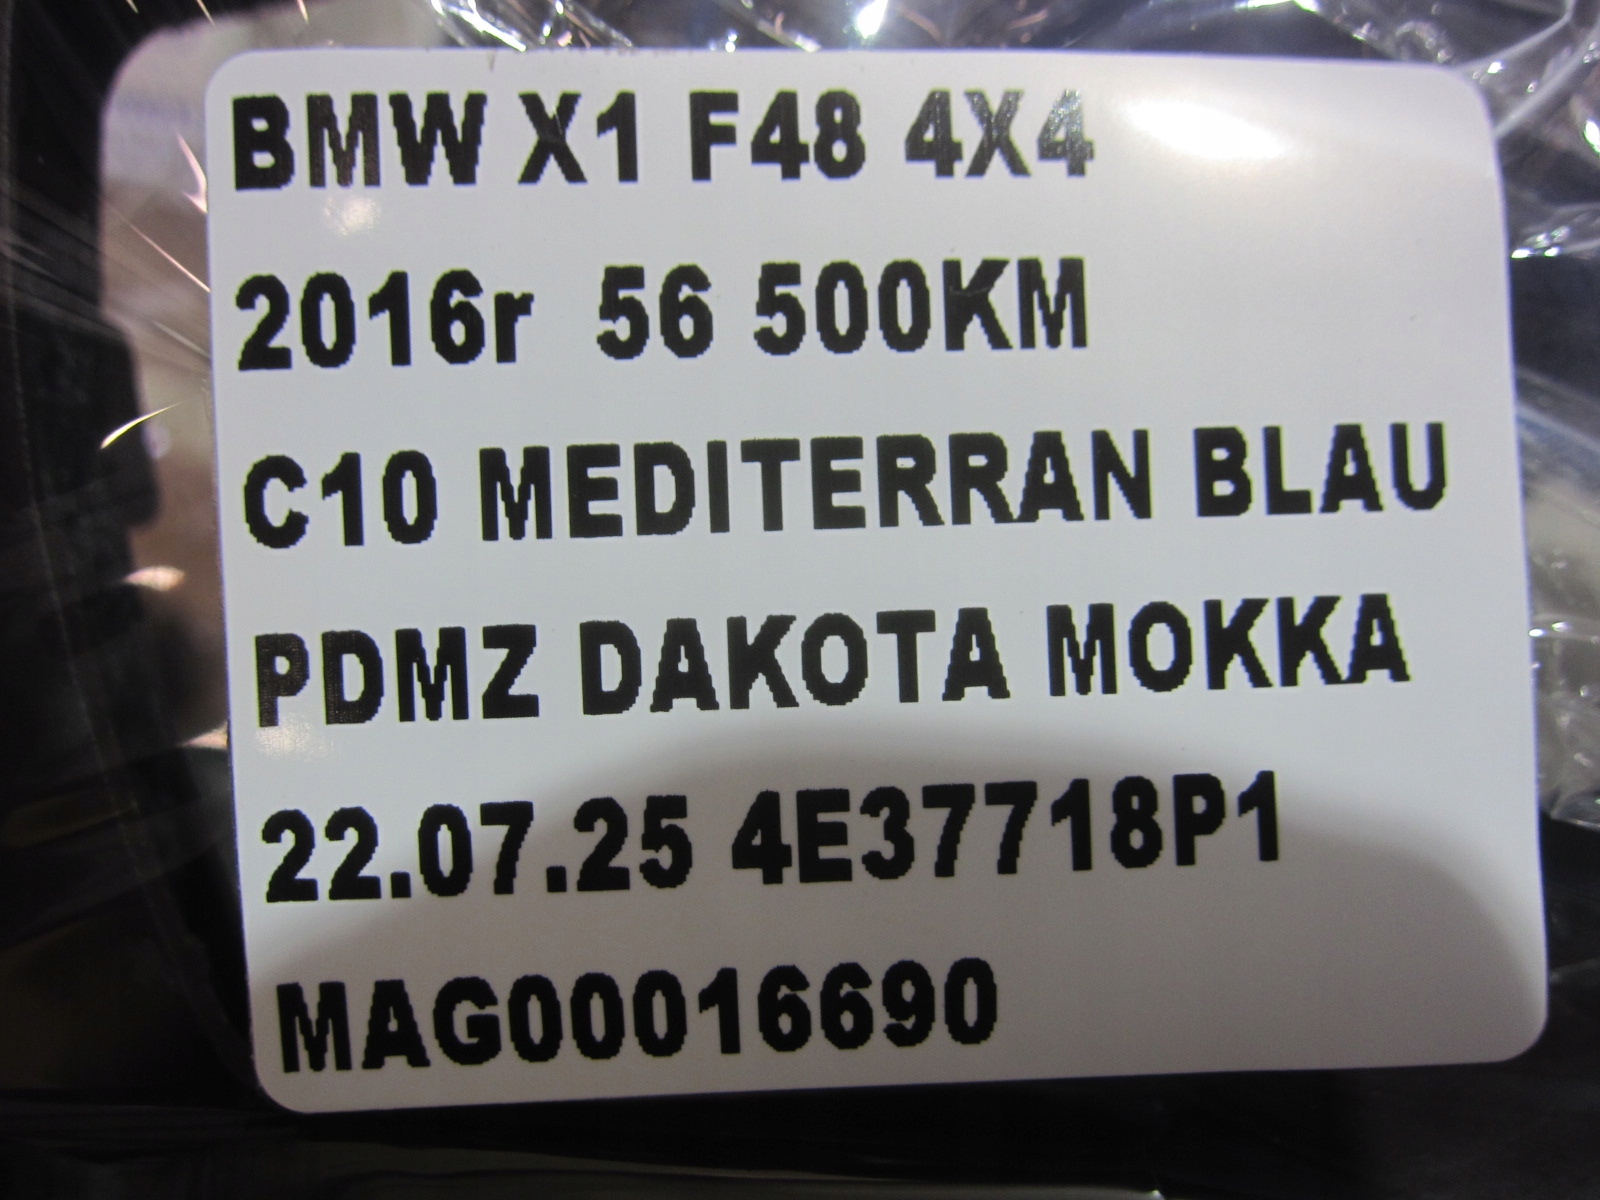 BMW X1 F48 4X4
2016r 56 500KM
C10 MEDITERRAN BLAU
PDMZ DAKOTA MOKKA
22.07.25 4E37718P1
MAG00016690